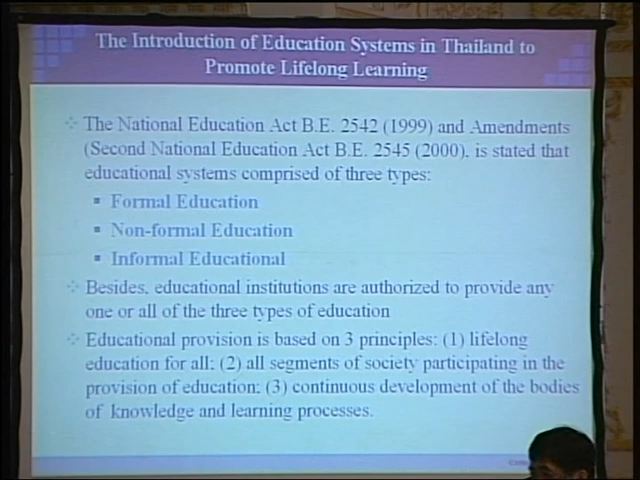 The Introduction of Education Systems in Thailand to
Promote Lifelong Learning
The National Education Act B.E. 2542 (1999) and Amendments
(Second National Education Act B.E. 2545 (2000), is stated that
educational systems comprised of three types:
Formal Education
Non-formal Education
Informal Educational
Besides, educational institutions are authorized to provide any
one or all of the three types of education
Educational provision is based on 3 principles: (1) lifelong
education for all; (2) all segments of society participating in the
provision of education; (3) continuous development of the bodies
of knowledge and learning processes.